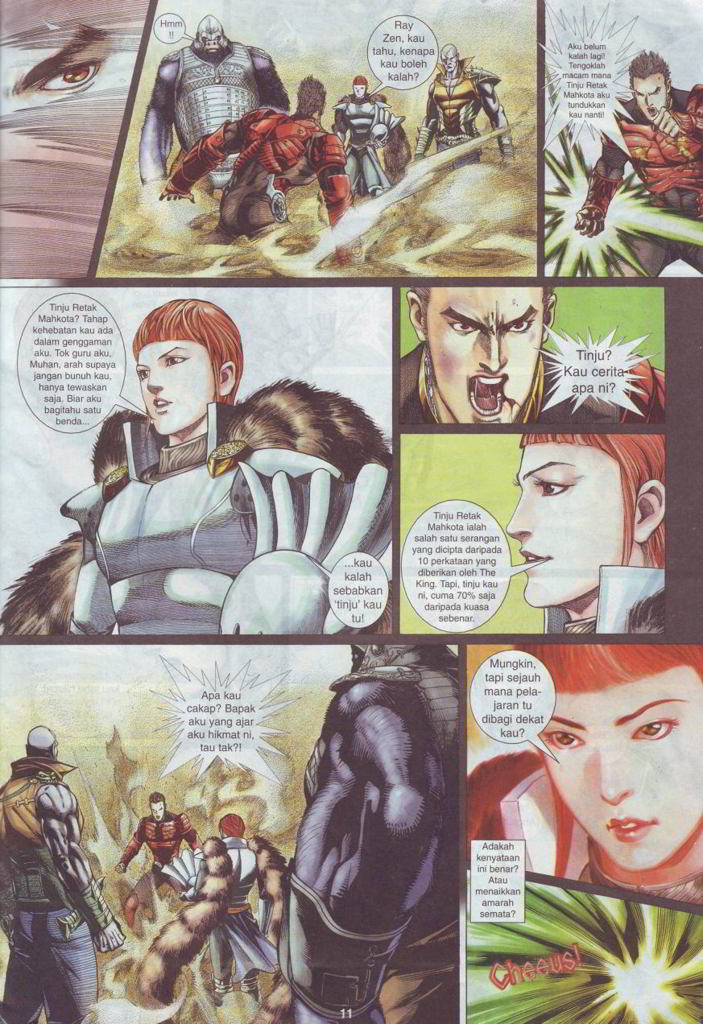 Hmm
!!
Ray
Zen, kau
tahu, kenapa
kau boleh
kalah?
Aku belum
kalah lagi!
Tengoklah
macam mana
Tinju Retak
Mahkota aku
tundukkan
kau nanti!
Tinju Retak
Mahkota? Tahap
kehebatan kau ada
dalam genggaman
aku. Tok guru aku,
Muhan, arah supaya
jangan bunuh kau,
hanya tewaskan
saja. Biar aku
bagitahu satu
benda...
...kau
kalah
sebabkan
'tinju' kau
tu!
Tinju?
Kau cerita
apa ni?
Tinju Retak
Mahkota ialah
salah satu serangan
yang dicipta daripada
10 perkataan yang
diberikan oleh The
King. Tapi, tinju kau
ni, cuma 70% saja
daripada kuasa
sebenar.
Apa kau
cakap? Bapak
aku yang ajar
aku hikmat ni,
tau tak?!
Mungkin,
tapi sejauh
mana pela-
jaran tu
dibagi dekat
kau?
Adakah
kenyataan
ini benar?
Atau
menaikkan
amarah
semata?
Cheeus!
11